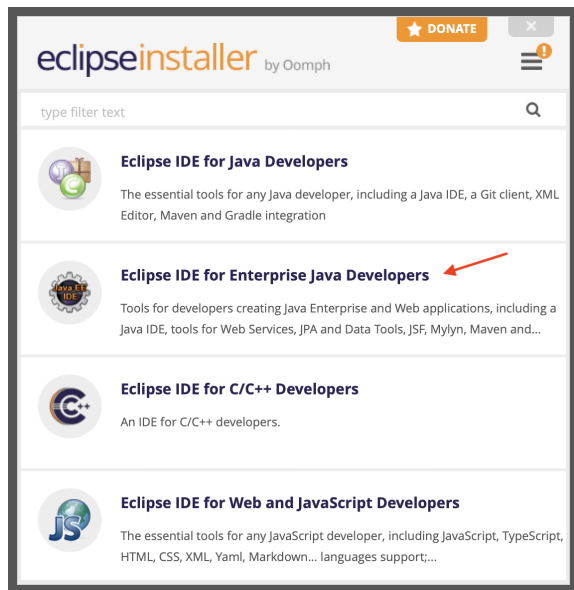 DONATE
eclipseinstaller by Oomph
!
type filter text
Eclipse IDE for Java Developers
The essential tools for any Java developer, including a Java IDE, a Git client, XML
Editor, Maven and Gradle integration
Java EE
IDE
Eclipse IDE for Enterprise Java Developers
Tools for developers creating Java Enterprise and Web applications, including a
Java IDE, tools for Web Services, JPA and Data Tools, JSF, Mylyn, Maven and...
C++
Eclipse IDE for C/C++ Developers
An IDE for C/C++ developers.
JS
Eclipse IDE for Web and JavaScript Developers
The essential tools for any JavaScript developer, including JavaScript, TypeScript,
HTML, CSS, XML, Yaml, Markdown... languages support;...